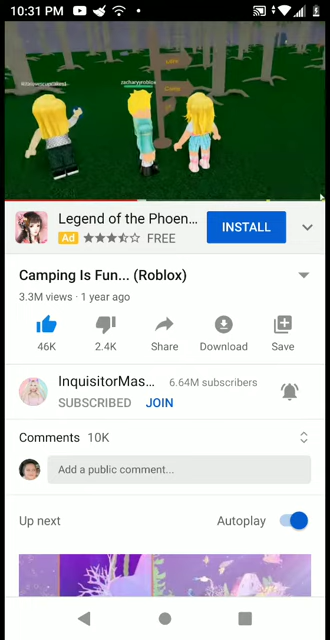 10:31 PM
zacharyzaxor
Camp
Legend of the Phoen...
INSTALL
Ad
FREE
Camping Is Fun... (Roblox)
3.3M views · 1 year ago
46K
2.4K
Share
Download
Save
InquisitorMas...
6.64M subscribers
SUBSCRIBED
JOIN
Comments 10K
Add a public comment...
Up next
Autoplay